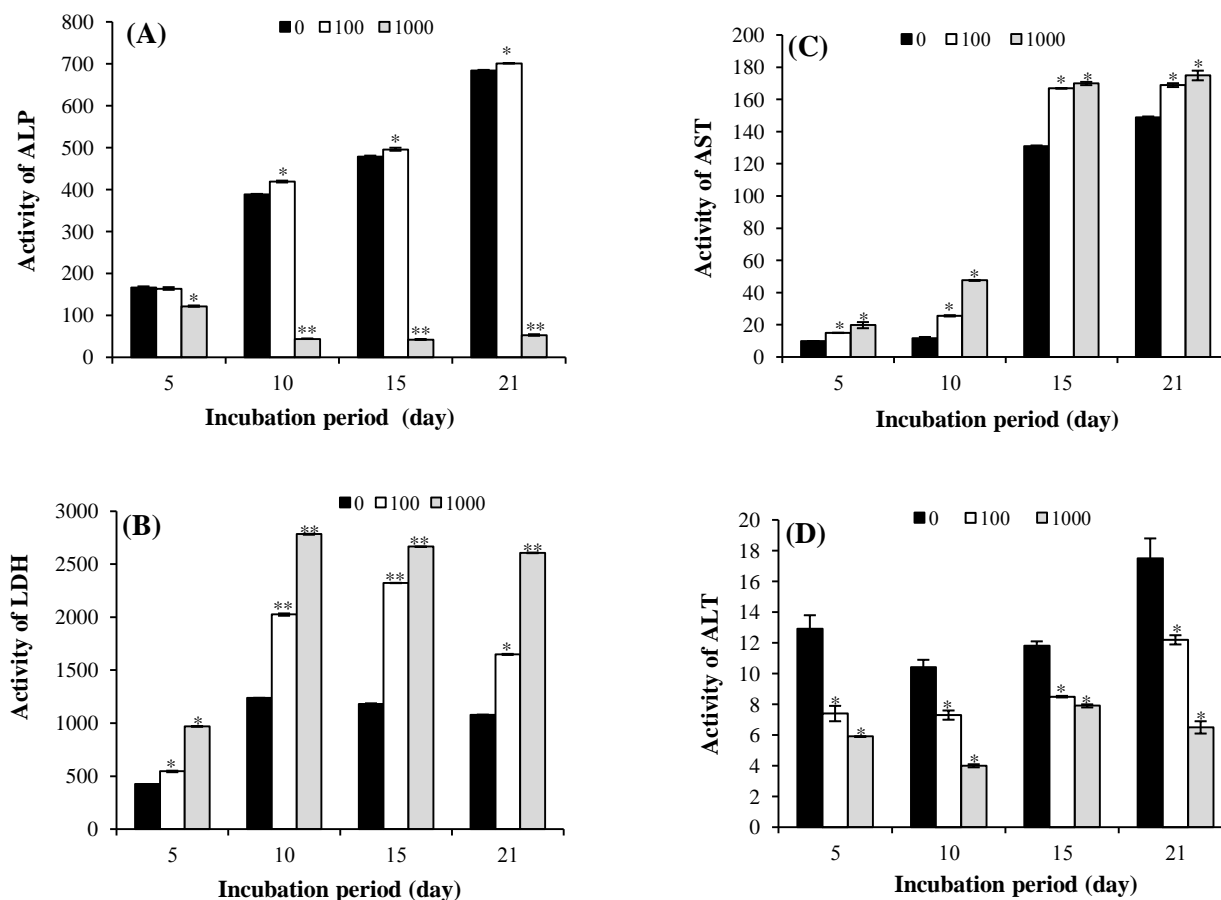 (A)
0 100 1000
Activity of ALP
800
700
600
500
400
300
200
100
0
*
*
**
*
**
*
**
*
5 10 15 21
Incubation period (day)
(C)
0 100 1000
Activity of AST
200
180
160
140
120
100
80
60
40
20
0
* *
* *
* *
* *
5 10 15 21
Incubation period (day)
(B)
0 100 1000
Activity of LDH
3000
2500
2000
1500
1000
500
0
* *
** **
** **
* **
5 10 15 21
Incubation period (day)
(D)
0 100 1000
Activity of ALT
20
18
16
14
12
10
8
6
4
2
0
* *
* *
* *
* *
5 10 15 21
Incubation period (day)